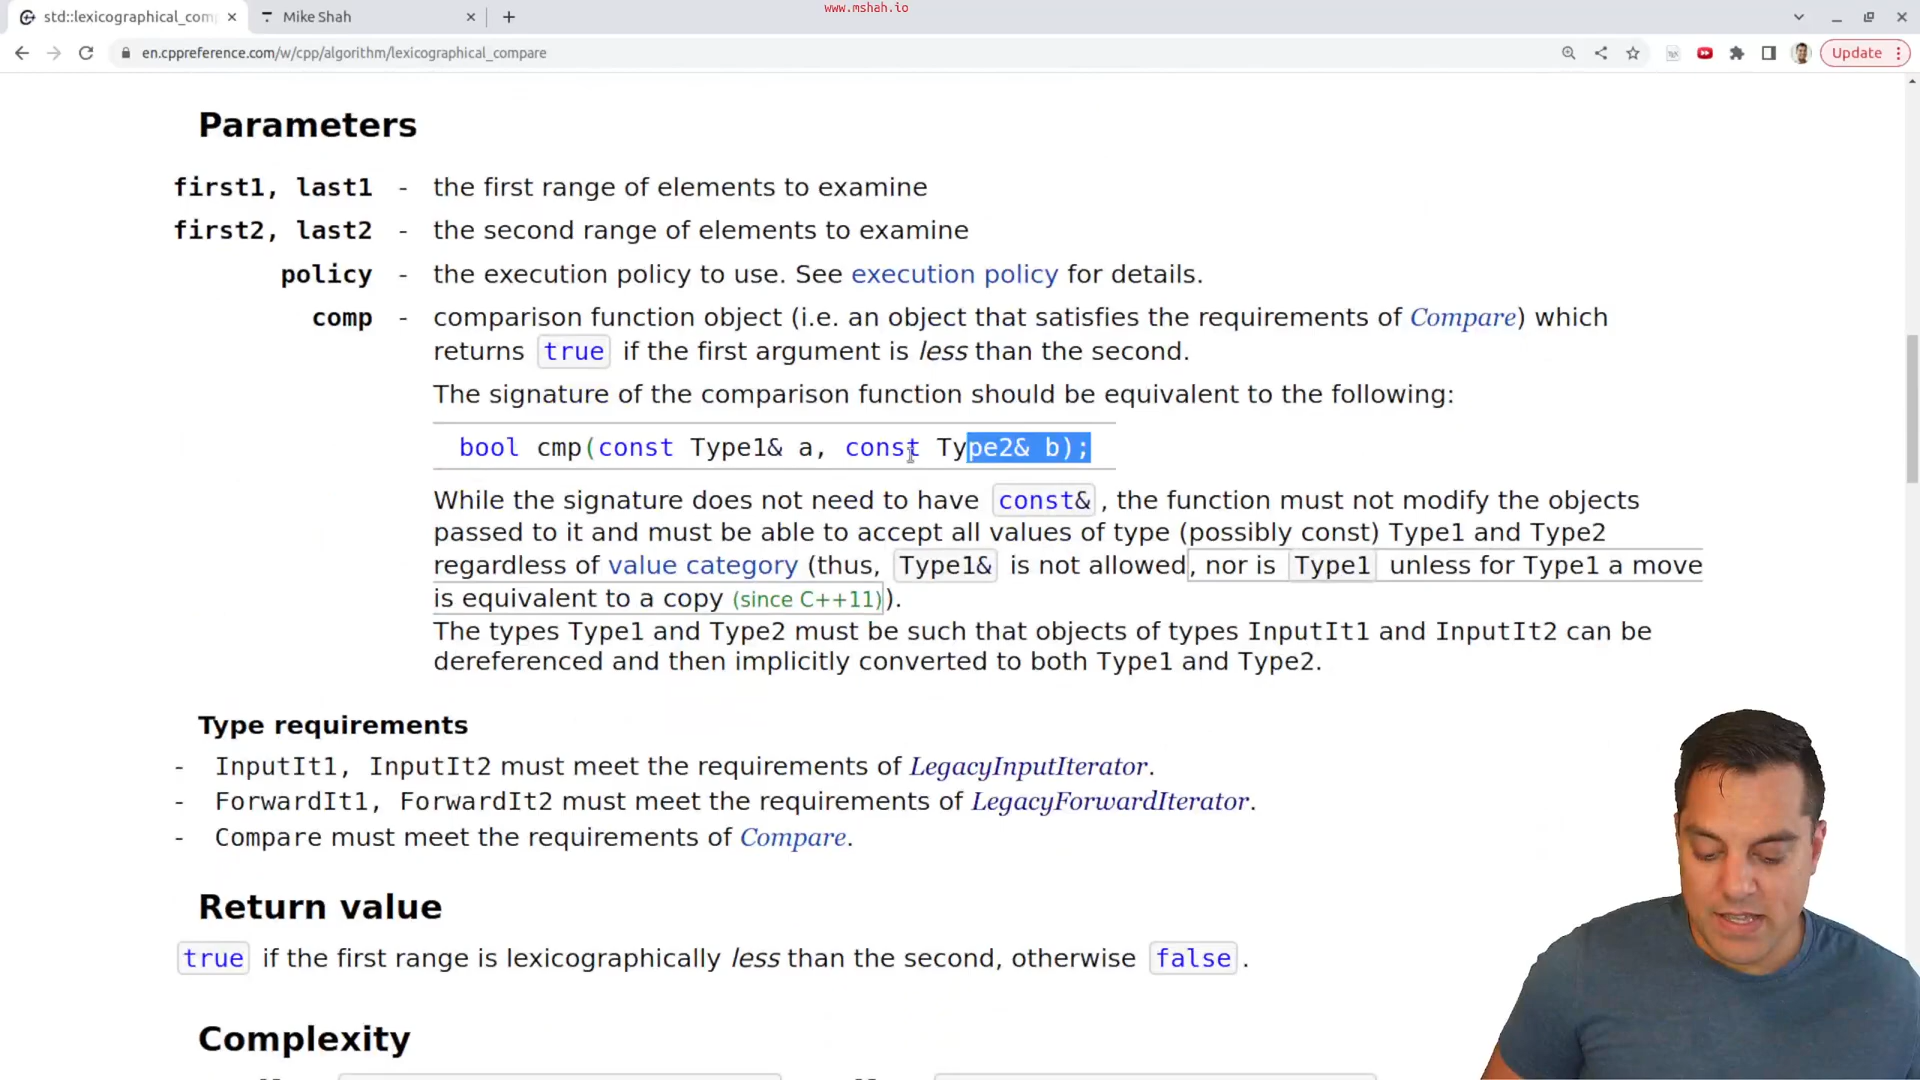 www.mshah.io
std::lexicographical_com
Mike Shah
en.cppreference.com/w/cpp/algorithm/lexicographical_compare
Update
Parameters
first1, last1 - the first range of elements to examine
first2, last2 - the second range of elements to examine
policy - the execution policy to use. See execution policy for details.
comp - comparison function object (i.e. an object that satisfies the requirements of Compare) which
returns true if the first argument is less than the second.
The signature of the comparison function should be equivalent to the following:
bool cmp(const Type1& a, const Type2& b);
While the signature does not need to have const&, the function must not modify the objects
passed to it and must be able to accept all values of type (possibly const) Type1 and Type2
regardless of value category (thus, Type1& is not allowed, nor is Type1 unless for Type1 a move
is equivalent to a copy (since C++11)).
The types Type1 and Type2 must be such that objects of types InputIt1 and InputIt2 can be
dereferenced and then implicitly converted to both Type1 and Type2.
Type requirements
- InputIt1, InputIt2 must meet the requirements of LegacyInputIterator.
- ForwardIt1, ForwardIt2 must meet the requirements of LegacyForwardIterator.
- Compare must meet the requirements of Compare.
Return value
true if the first range is lexicographically less than the second, otherwise false.
Complexity